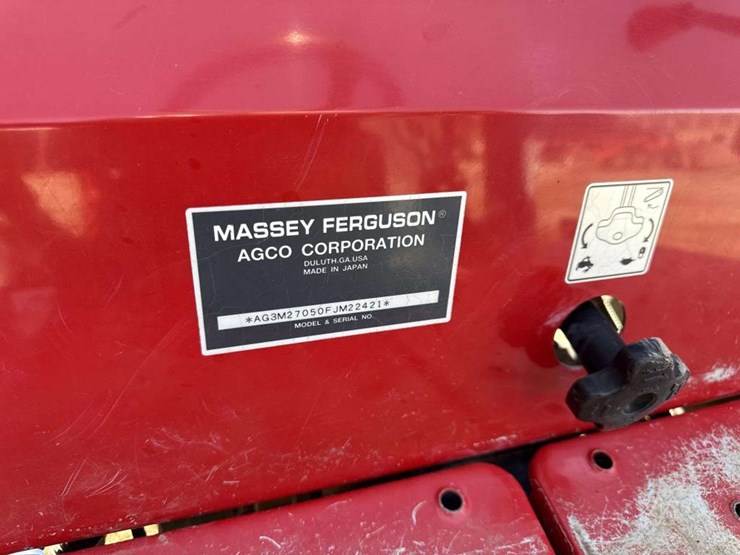 MASSEY FERGUSON®
AGCO CORPORATION
DULUTH.GA.USA
MADE IN JAPAN
*AG3M27050FJM22421*
MODEL & SERIAL NO.